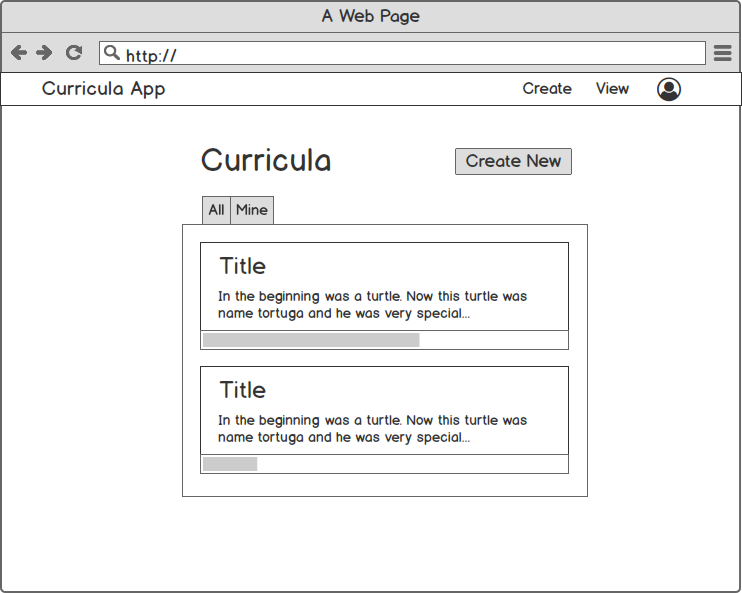 A Web Page
http://
Curricula App
Create
View
Curricula
Create New
All
Mine
Title
In the beginning was a turtle. Now this turtle was
name tortuga and he was very special...
Title
In the beginning was a turtle. Now this turtle was
name tortuga and he was very special...